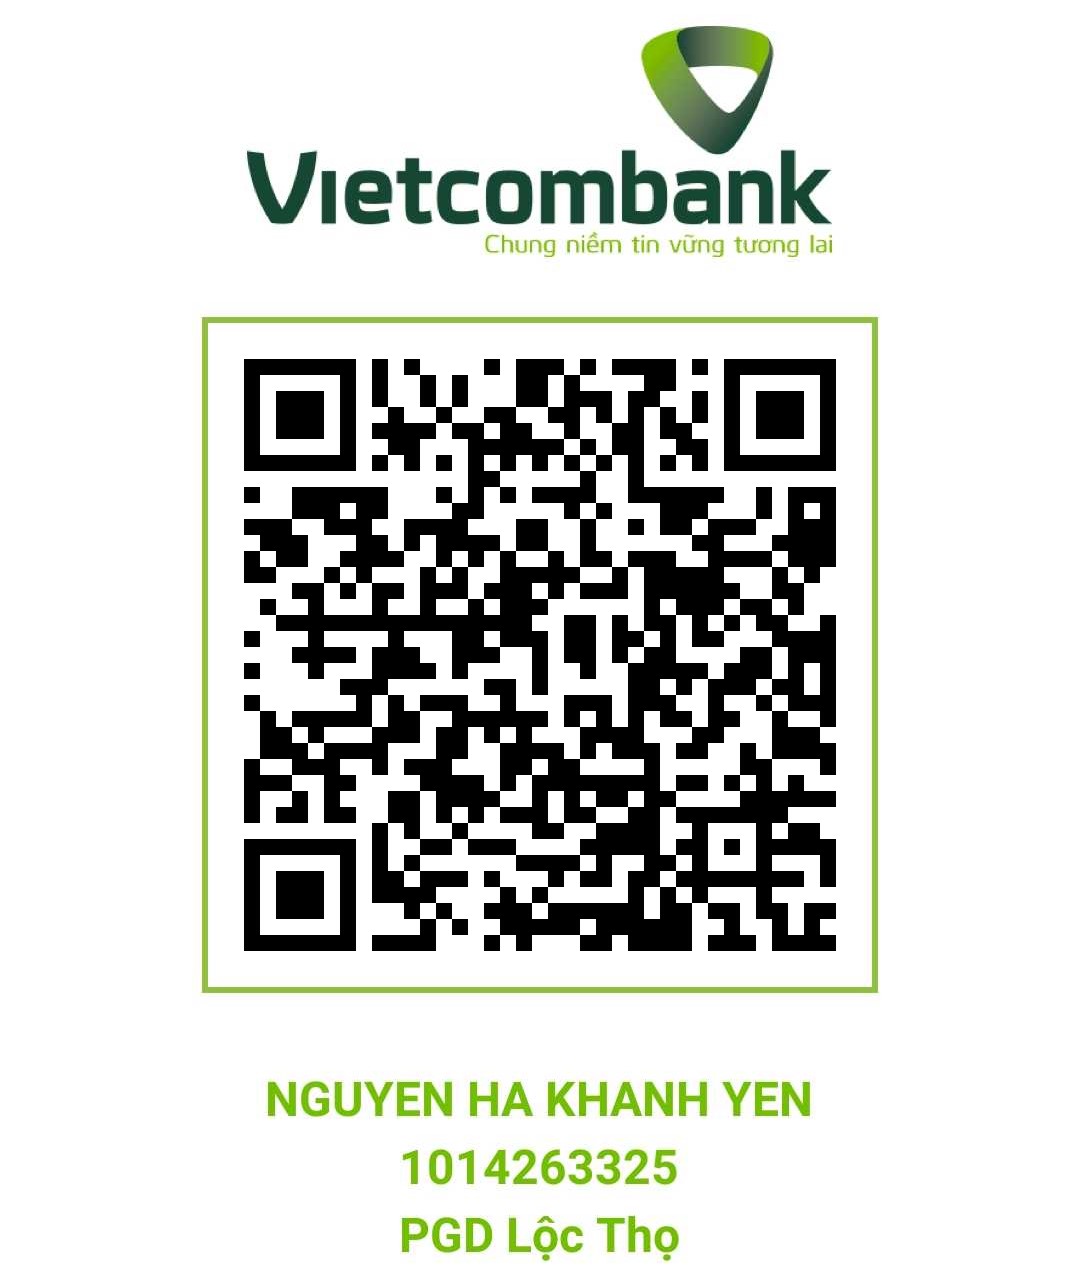 Vietcombank
Chung niềm tin vững tương lai
NGUYEN HA KHANH YEN
1014263325
PGD Lộc Thọ